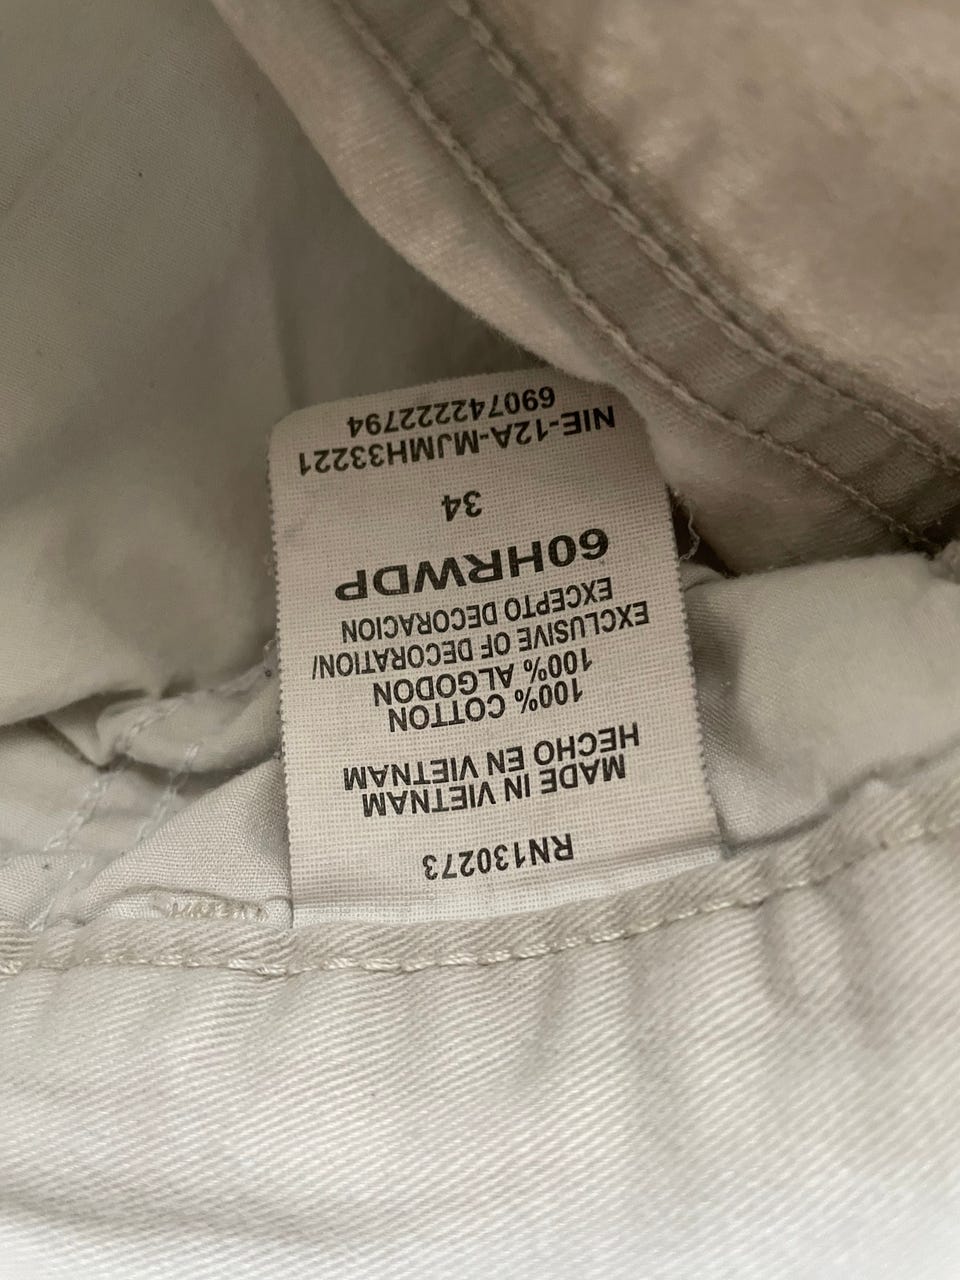 RN130273
MADE IN VIETNAM
HECHO EN VIETNAM
100% COTTON
100% ALGODON
EXCLUSIVE OF DECORATION/
EXCEPTO DECORACION
60HRWDP
34
NIE-12A-MJMH33221
690742222794